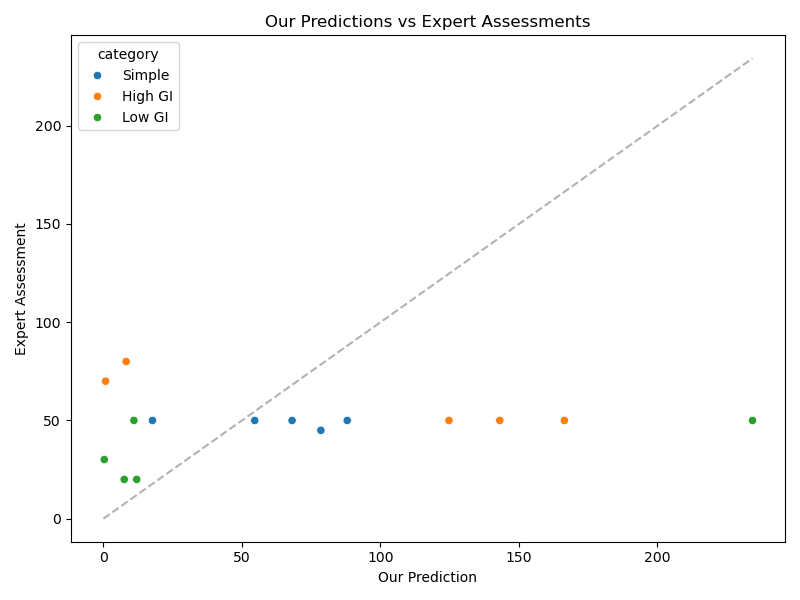 Our Predictions vs Expert Assessments
category
Simple
High GI
Low GI
200
150
100
50
0
Expert Assessment
0 50 100 150 200
Our Prediction